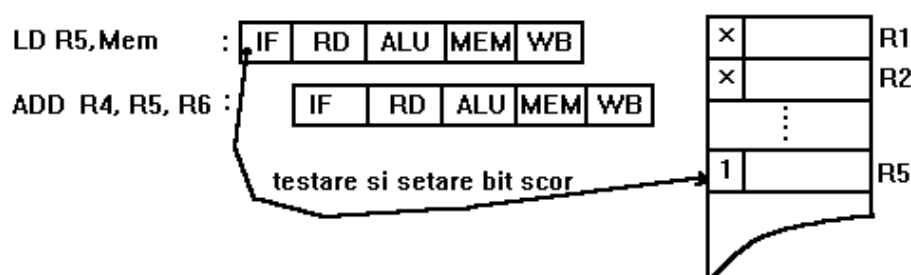 LD R5,Mem : IF RD ALU MEM WB × R1
× R2
ADD R4, R5, R6 : IF RD ALU MEM WB
testare si setare bit scor 1 R5